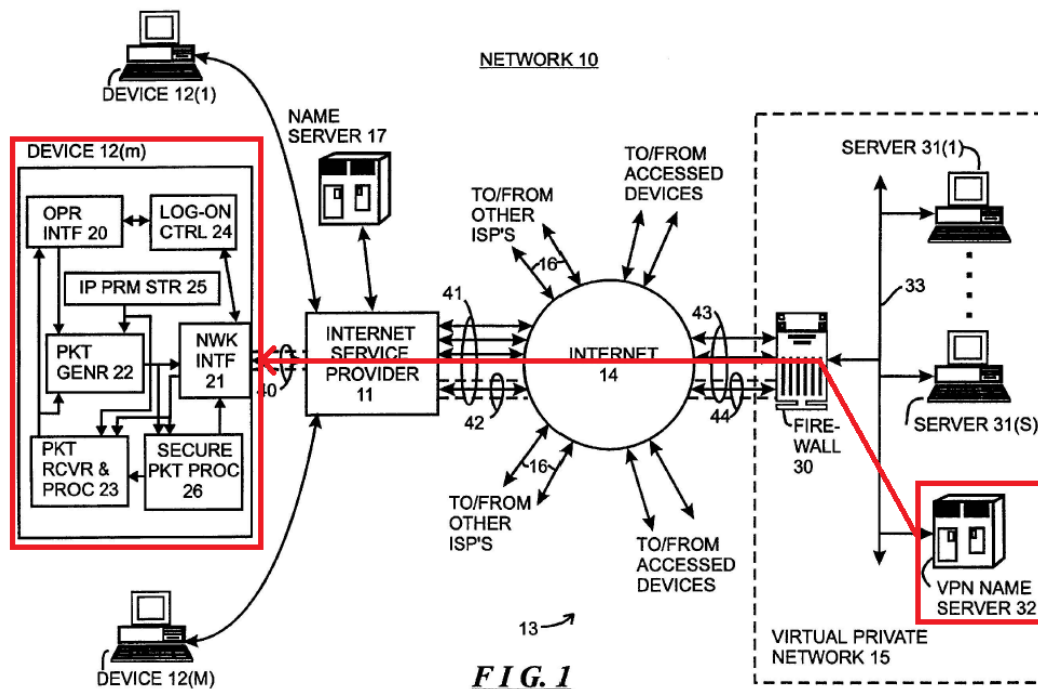 NETWORK 10
DEVICE 12(1)
NAME
SERVER 17
DEVICE 12(m)
OPR
INTF 20
LOG-ON
CTRL 24
IP PRM STR 25
PKT
GENR 22
NWK
INTF
21
PKT
RCVR &
PROC 23
SECURE
PKT PROC
26
40
INTERNET
SERVICE
PROVIDER
11
41
42
TO/FROM
OTHER
ISP'S
16
TO/FROM
ACCESSED
DEVICES
INTERNET
14
16
TO/FROM
OTHER
ISP'S
TO/FROM
ACCESSED
DEVICES
43
44
FIRE-
WALL
30
SERVER 31(1)
33
SERVER 31(S)
VPN NAME
SERVER 32
VIRTUAL PRIVATE
NETWORK 15
13
DEVICE 12(M)
FIG. 1